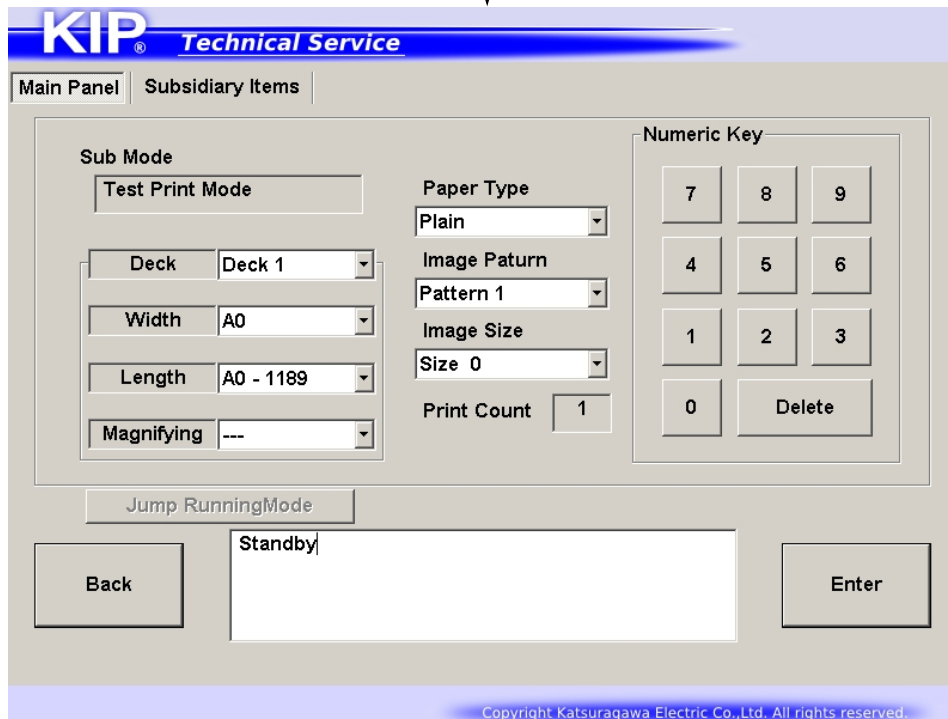 KIP® Technical Service
Main Panel Subsidiary Items
Sub Mode
Test Print Mode
Deck Deck 1
Width A0
Length A0 - 1189
Magnifying ---
Paper Type
Plain
Image Paturn
Pattern 1
Image Size
Size 0
Print Count 1
Numeric Key
7 8 9
4 5 6
1 2 3
0 Delete
Jump RunningMode
Standby
Back
Enter
Copyright Katsuragawa Electric Co.,Ltd. All rights reserved.